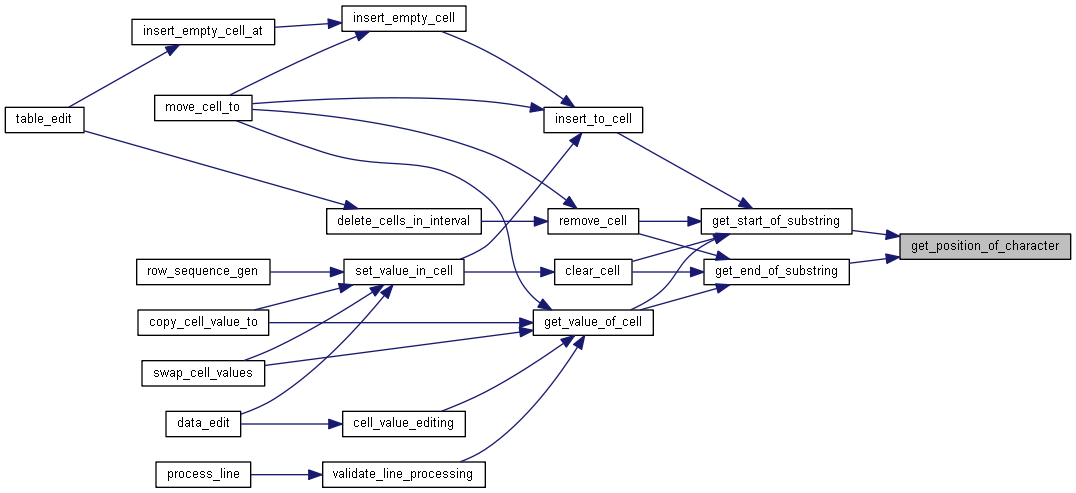 insert_empty_cell
insert_empty_cell_at
move_cell_to
table_edit
insert_to_cell
delete_cells_in_interval
remove_cell
get_start_of_substring
get_position_of_character
row_sequence_gen
set_value_in_cell
clear_cell
get_end_of_substring
copy_cell_value_to
get_value_of_cell
swap_cell_values
data_edit
cell_value_editing
process_line
validate_line_processing